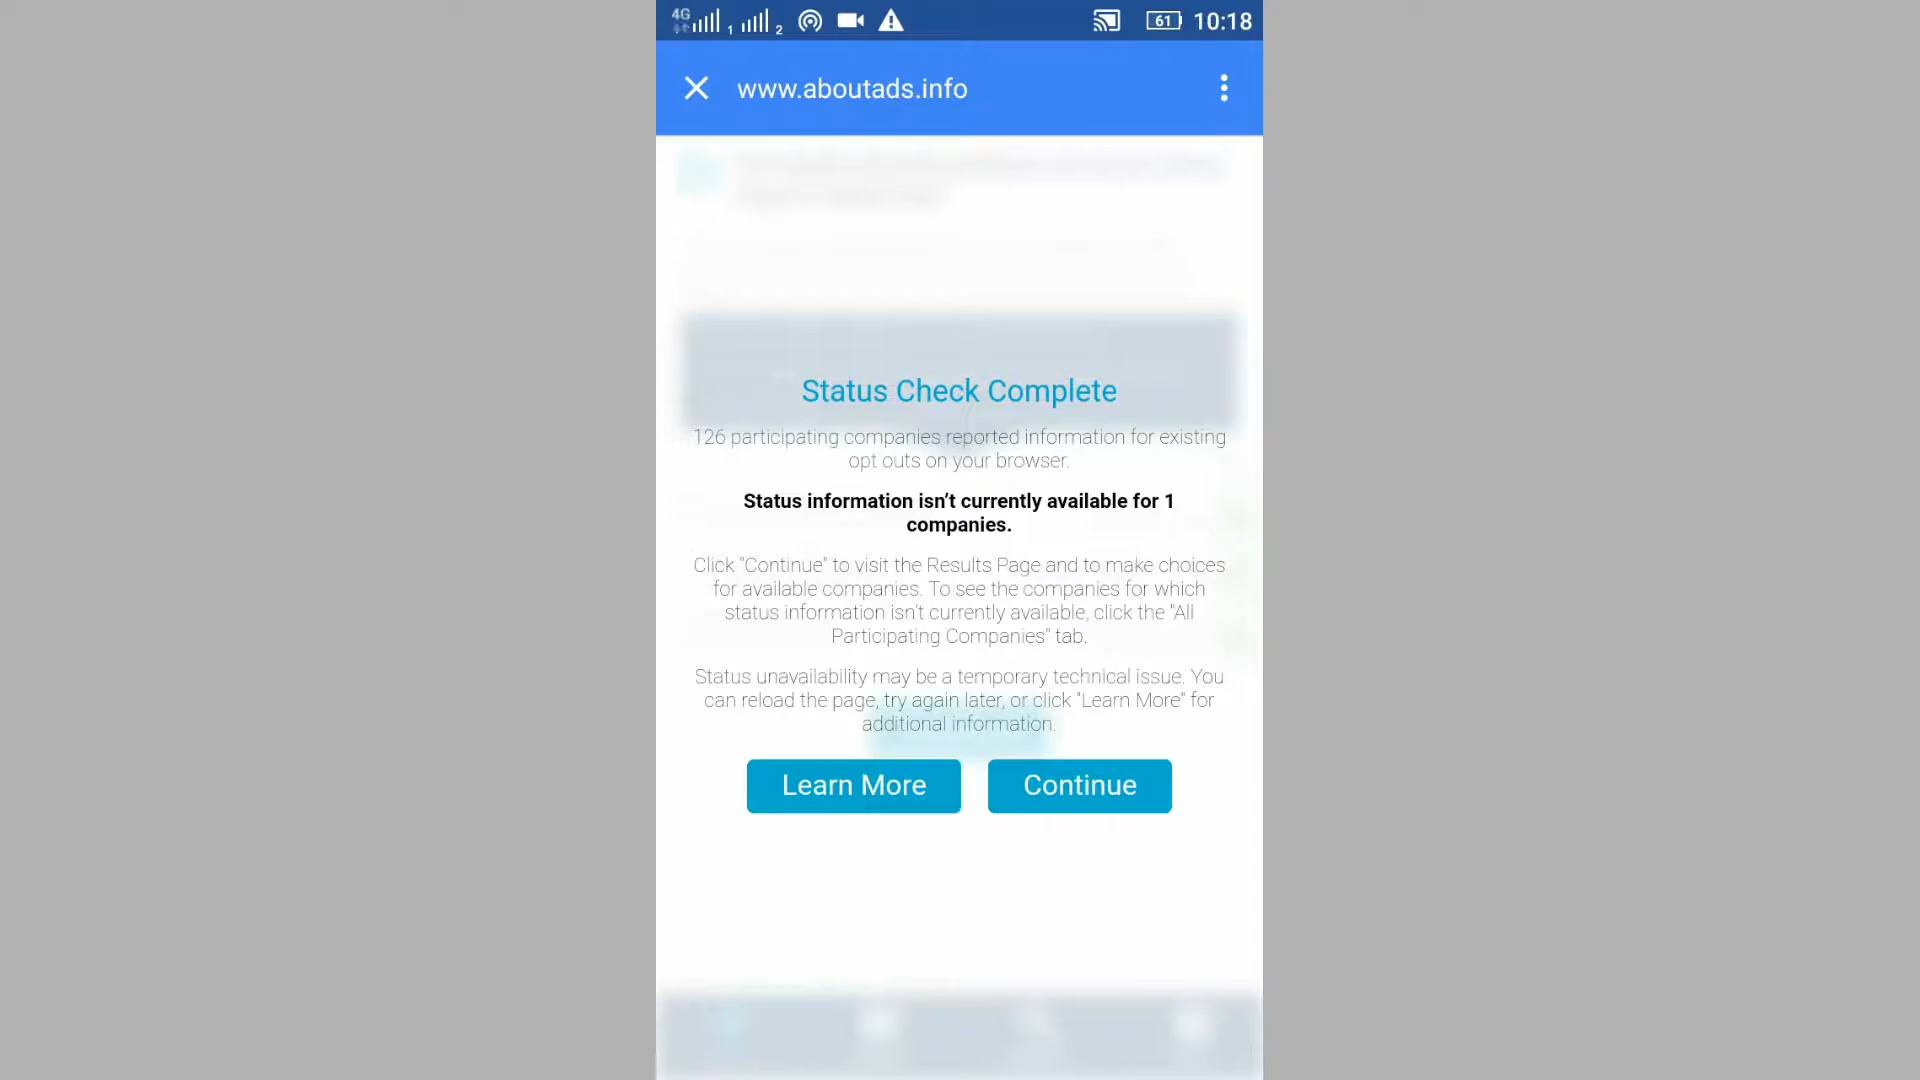 4G 1 2 61 10:18
www.aboutads.info
Status Check Complete
126 participating companies reported information for existing
opt outs on your browser.
Status information isn’t currently available for 1
companies.
Click "Continue" to visit the Results Page and to make choices
for available companies. To see the companies for which
status information isn't currently available, click the "All
Participating Companies" tab.
Status unavailability may be a temporary technical issue. You
can reload the page, try again later, or click "Learn More" for
additional information.
Learn More Continue